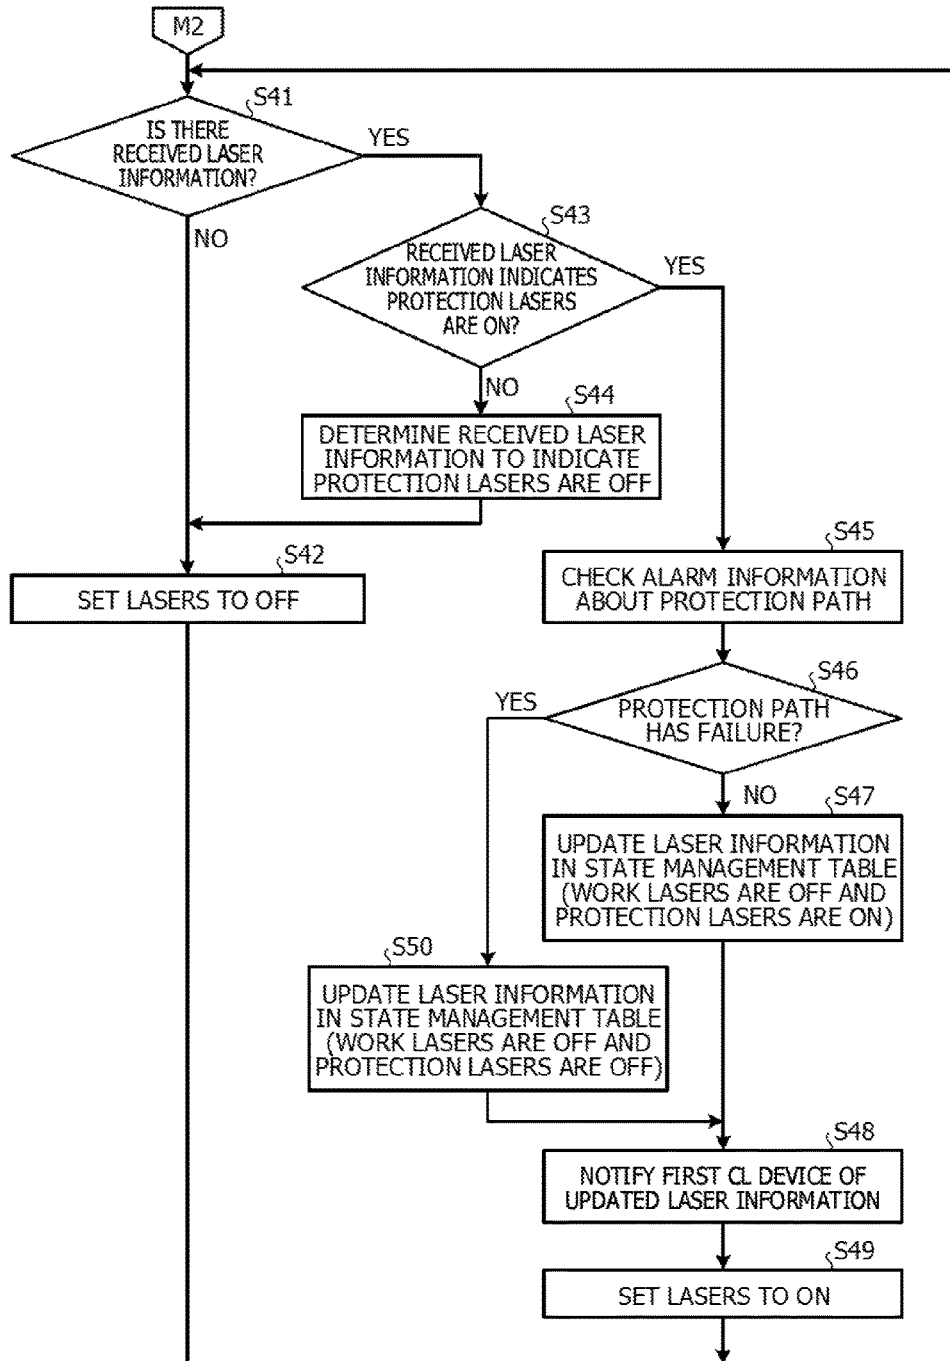 M2
S41
IS THERE
RECEIVED LASER
INFORMATION?
YES
NO
S43
RECEIVED LASER
INFORMATION INDICATES
PROTECTION LASERS
ARE ON?
YES
NO
S44
DETERMINE RECEIVED LASER
INFORMATION TO INDICATE
PROTECTION LASERS ARE OFF
S42
SET LASERS TO OFF
S45
CHECK ALARM INFORMATION
ABOUT PROTECTION PATH
S46
PROTECTION PATH
HAS FAILURE?
YES
NO
S47
UPDATE LASER INFORMATION
IN STATE MANAGEMENT TABLE
(WORK LASERS ARE OFF AND
PROTECTION LASERS ARE ON)
S50
UPDATE LASER INFORMATION
IN STATE MANAGEMENT TABLE
(WORK LASERS ARE OFF AND
PROTECTION LASERS ARE OFF)
S48
NOTIFY FIRST CL DEVICE OF
UPDATED LASER INFORMATION
S49
SET LASERS TO ON